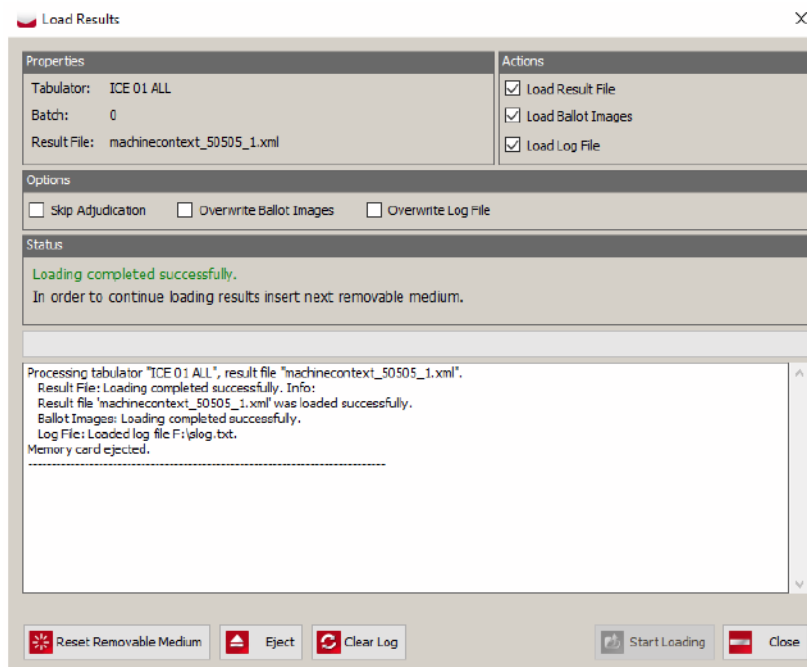 Load Results
Properties
Tabulator: ICE 01 ALL
Batch: 0
Result File: machinecontext_50505_1.xml
Actions
Load Result File
Load Ballot Images
Load Log File
Options
Skip Adjudication Overwrite Ballot Images Overwrite Log File
Status
Loading completed successfully.
In order to continue loading results insert next removable medium.
Processing tabulator "ICE 01 ALL", result file "machinecontext_50505_1.xml".
Result File: Loading completed successfully. Info:
Result file 'machinecontext_50505_1.xml' was loaded successfully.
Ballot Images: Loading completed successfully.
Log File: Loaded log file F:\slog.txt.
Memory card ejected.
--------------------------------------------------------------------------------
Reset Removable Medium Eject Clear Log Start Loading Close